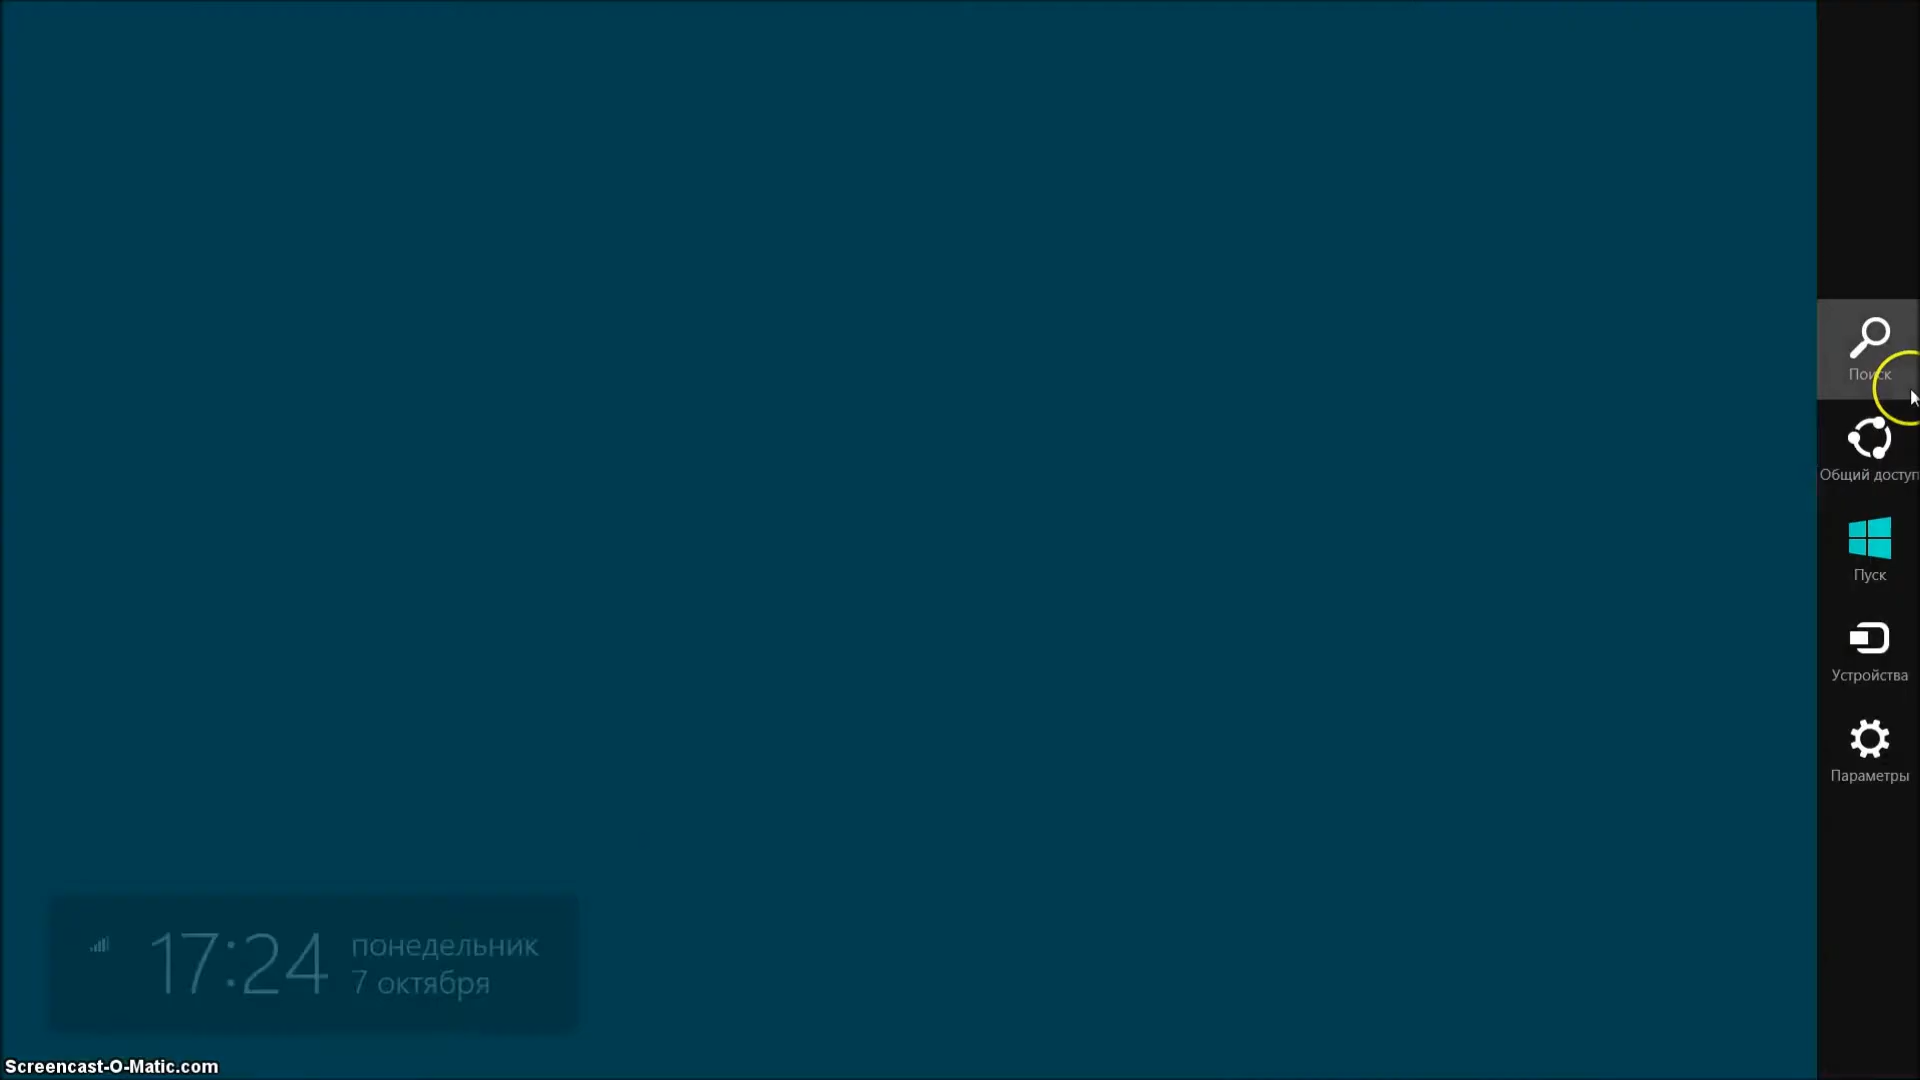 Поиск
Общий доступ
Пуск
Устройства
Параметры
17:24
понедельник
7 октября
Screencast-O-Matic.com